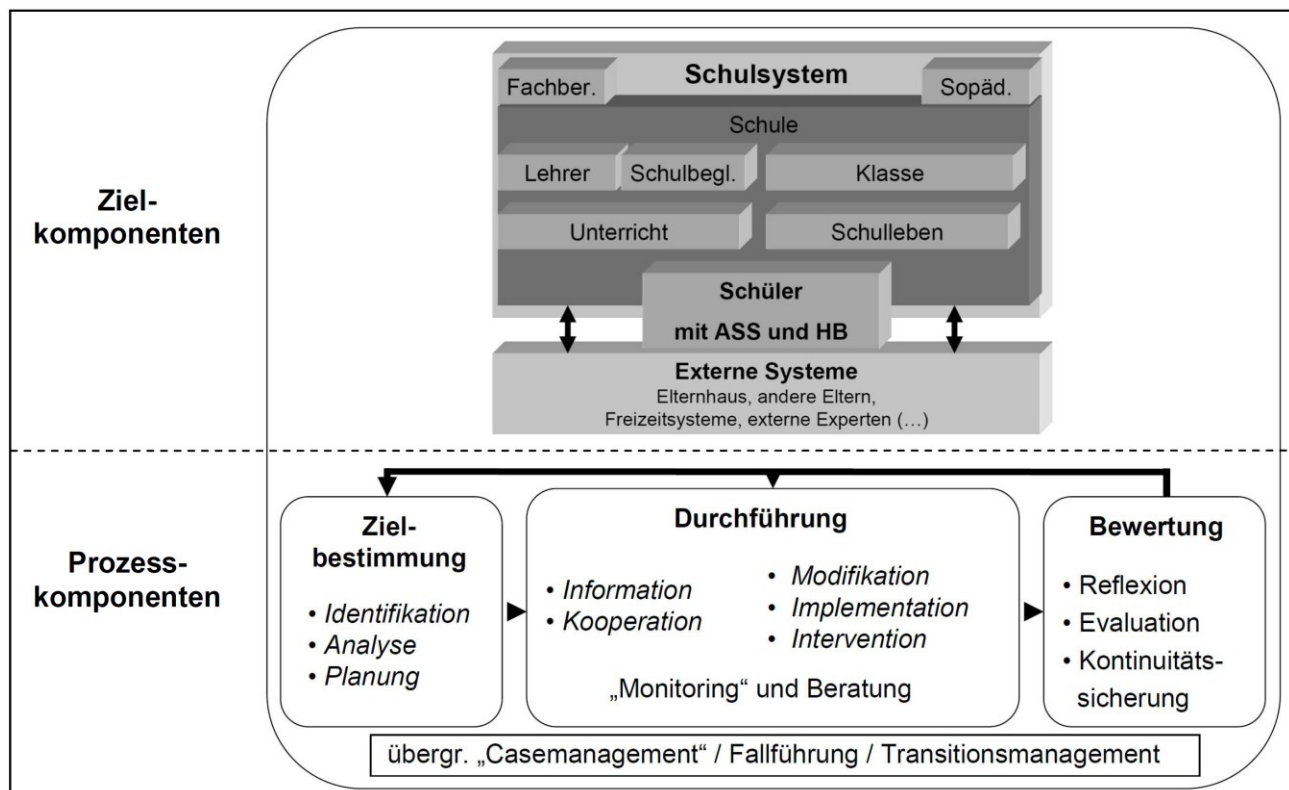 Schulsystem
Fachber.
Sopäd.
Schule
Lehrer
Schulbegl.
Klasse
Unterricht
Schulleben
Schüler
mit ASS und HB
Externe Systeme
Elternhaus, andere Eltern,
Freizeitsysteme, externe Experten (…)
Ziel-
komponenten
Prozess-
komponenten
Ziel-
bestimmung
• Identifikation
• Analyse
• Planung
Durchführung
• Information
• Kooperation
• Modifikation
• Implementation
• Intervention
„Monitoring“ und Beratung
Bewertung
• Reflexion
• Evaluation
• Kontinuitäts-
sicherung
übergr. „Casemanagement“ / Fallführung / Transitionsmanagement